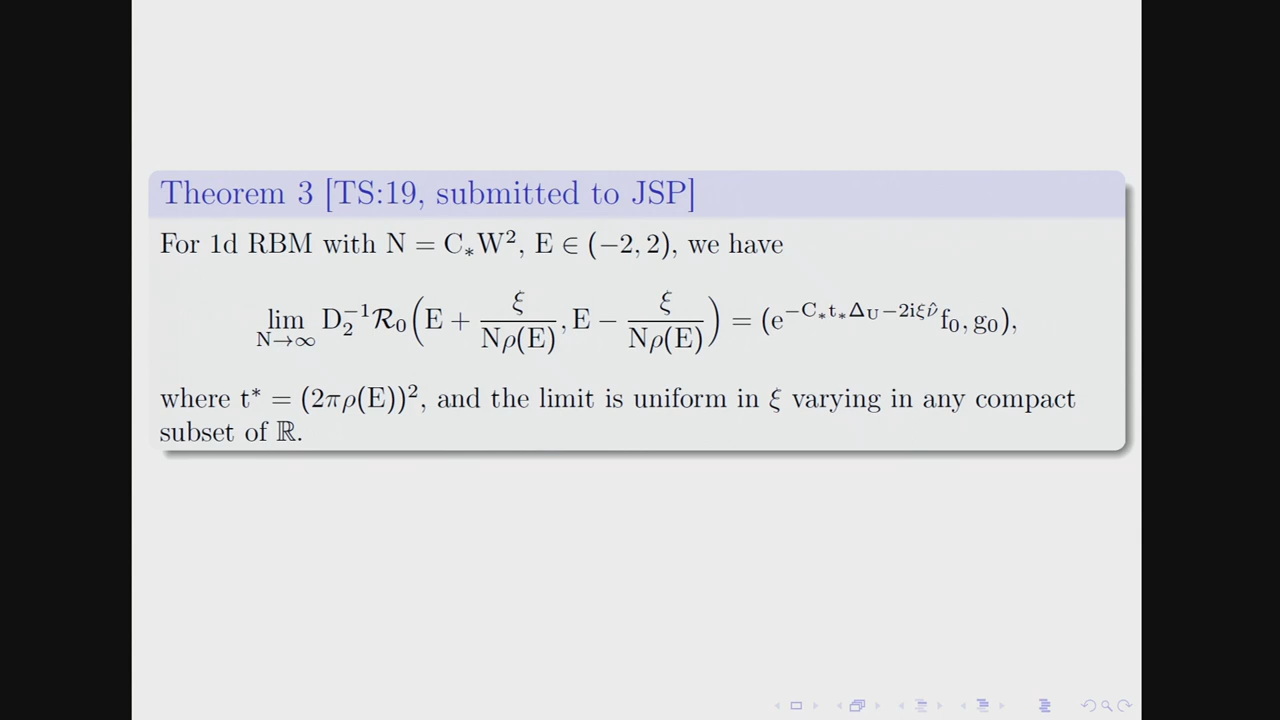 Theorem 3 [TS:19, submitted to JSP]
For 1d RBM with N = C_*W^2, E ∈ (−2, 2), we have
lim_{N→∞} D_2^{−1} ℛ_0(E + ξ/(Nρ(E)), E − ξ/(Nρ(E))) = (e^{−C_*t_*Δ_U−2iξν̂}f_0, g_0),
where t^* = (2πρ(E))^2, and the limit is uniform in ξ varying in any compact
subset of ℝ.